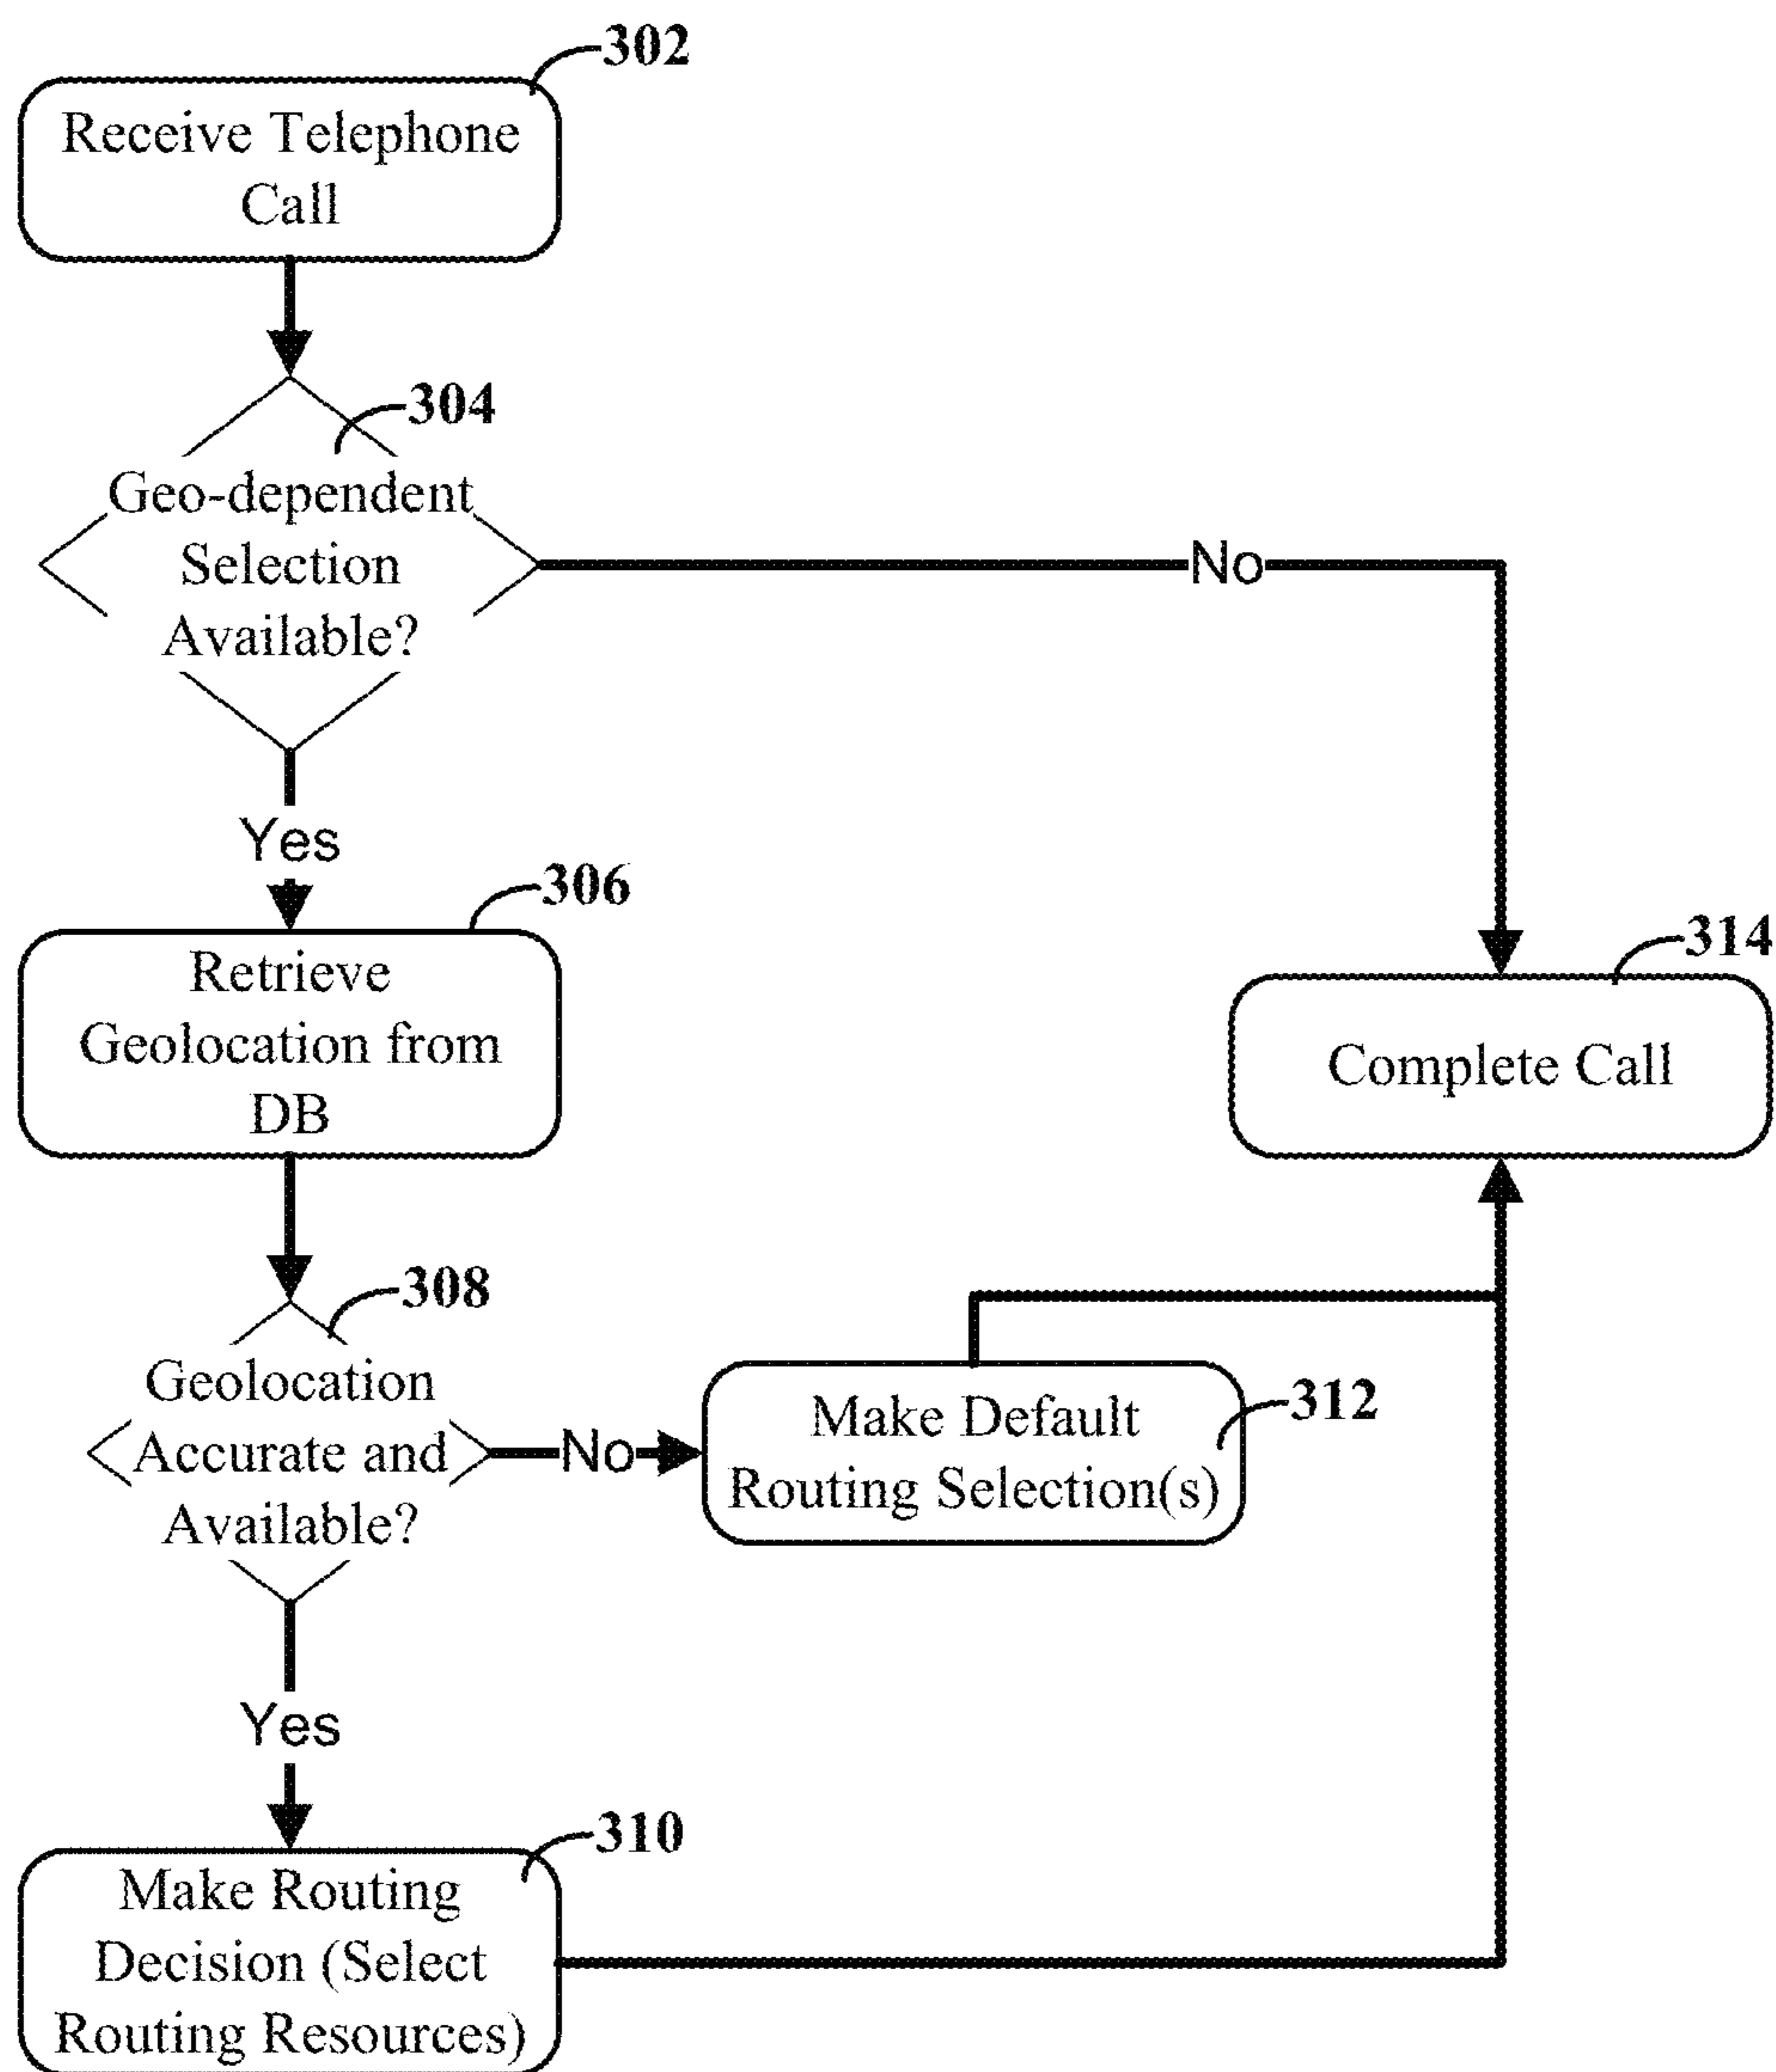 302
Receive Telephone
Call
304
Geo-dependent
Selection
Available?
No
Yes
306
Retrieve
Geolocation from
DB
314
Complete Call
308
Geolocation
Accurate and
Available?
No
312
Make Default
Routing Selection(s)
Yes
310
Make Routing
Decision (Select
Routing Resources)